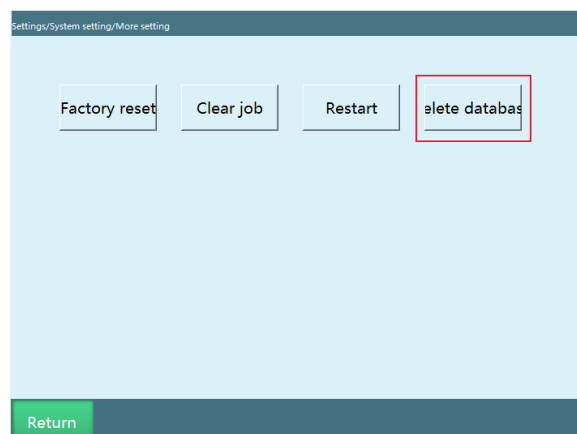 Settings/System setting/More setting
Factory reset
Clear job
Restart
elete databas
Return